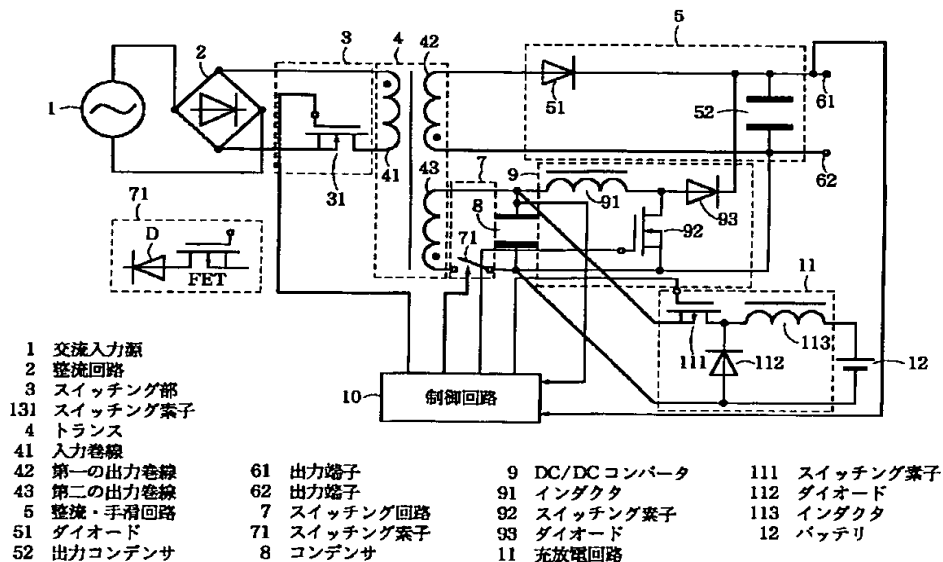 5
3
4
42
2
1
51
52
61
62
41
31
7
9
43
91
93
8
92
71
71
D
FET
11
111
112
113
12
10
制御回路
1 交流入力源
2 整流回路
3 スイッチング部
131 スイッチング素子
4 トランス
41 入力巻線
42 第一の出力巻線
43 第二の出力巻線
5 整流・手滑回路
51 ダイオード
52 出力コンデンサ
61 出力端子
62 出力端子
7 スイッチング回路
71 スイッチング素子
8 コンデンサ
9 DC/DCコンバータ
91 インダクタ
92 スイッチング素子
93 ダイオード
11 充放電回路
111 スイッチング素子
112 ダイオード
113 インダクタ
12 バッテリ